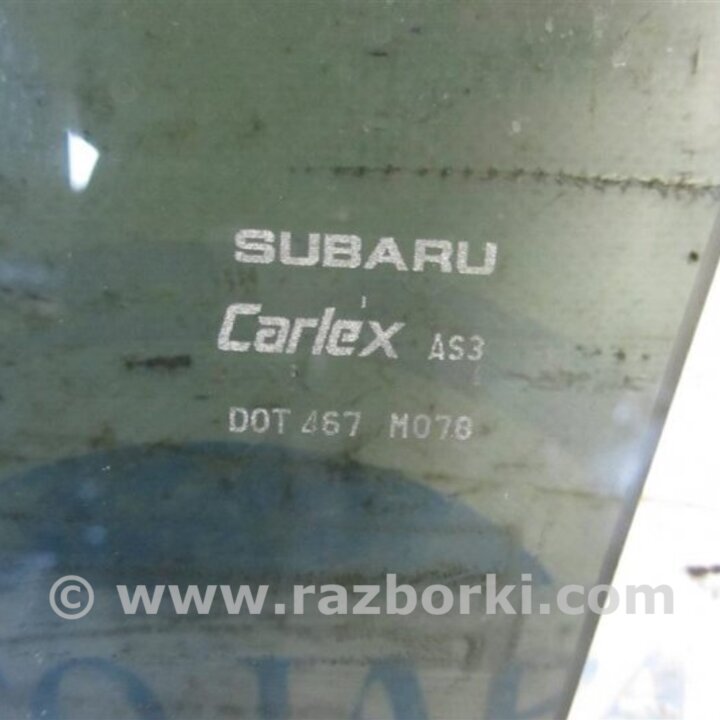 SUBARU
Carlex AS3
DOT 467 M078
© www.razborki.com